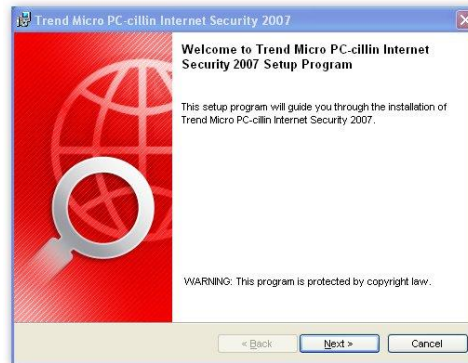 Trend Micro PC-cillin Internet Security 2007
Welcome to Trend Micro PC-cillin Internet
Security 2007 Setup Program
This setup program will guide you through the installation of
Trend Micro PC-cillin Internet Security 2007.
WARNING: This program is protected by copyright law.
< Back
Next >
Cancel